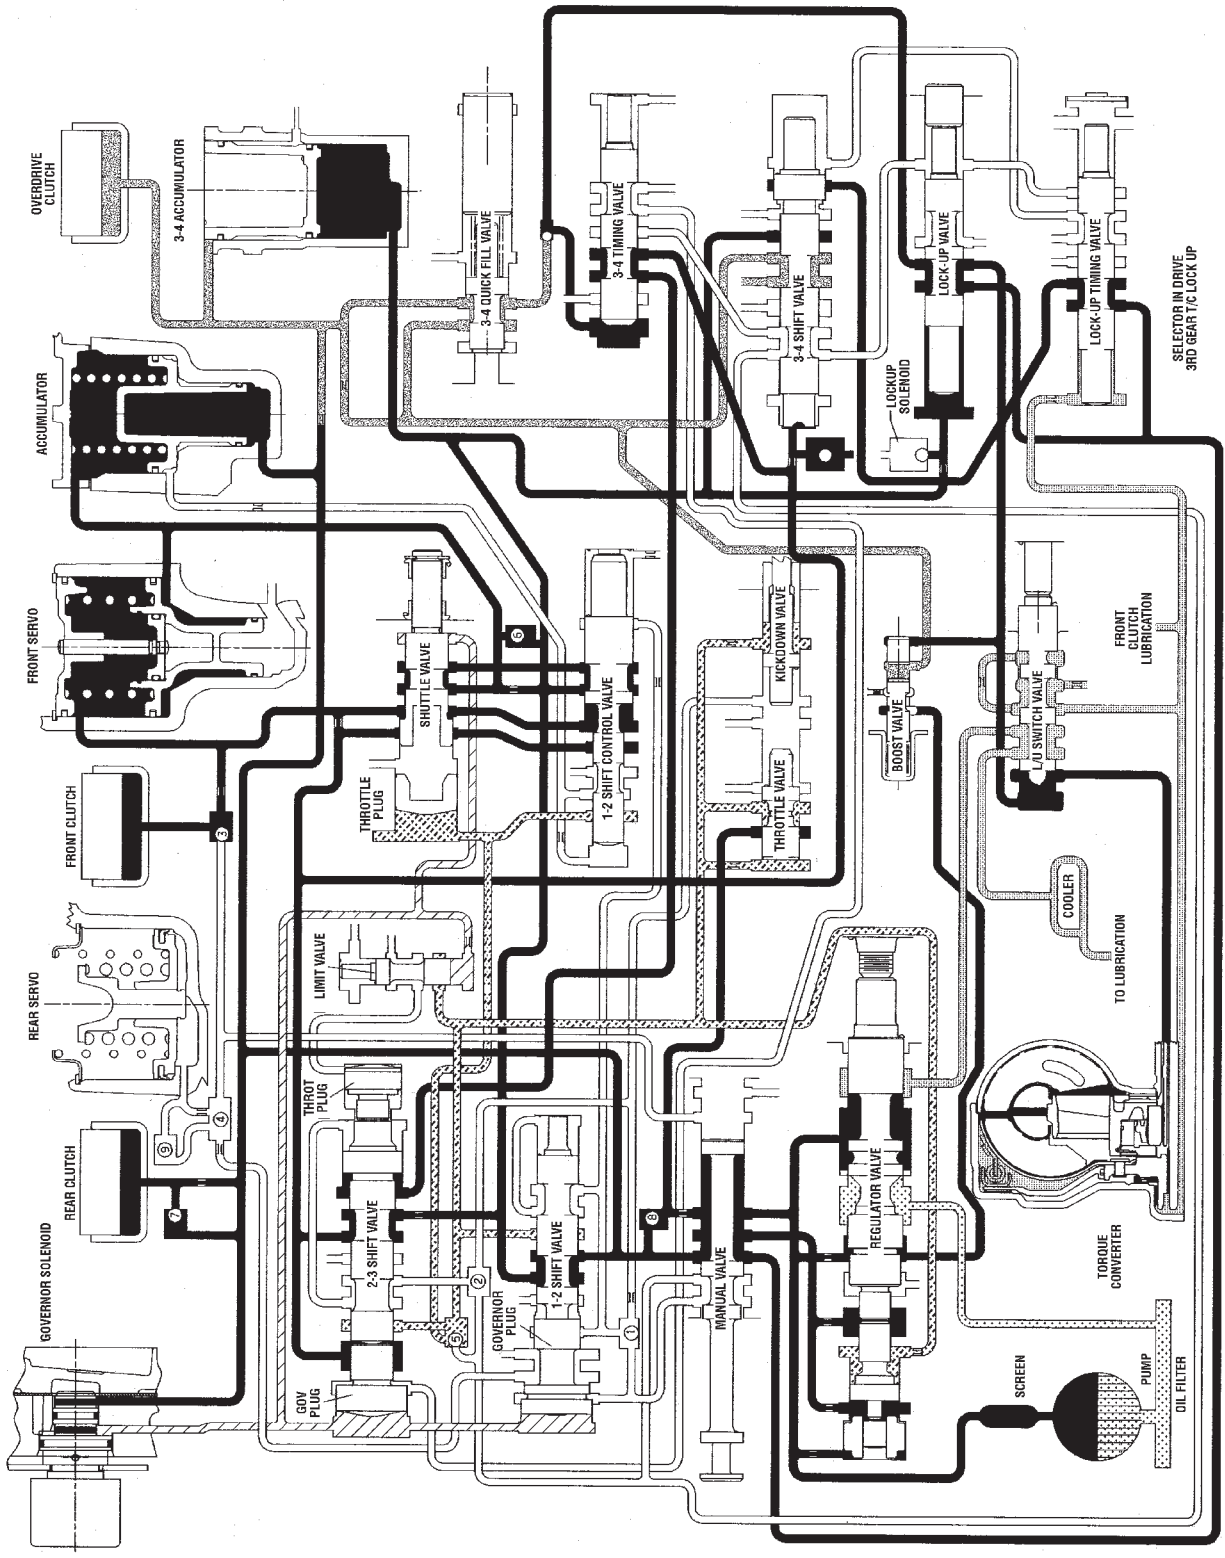 GOVERNOR SOLENOID
REAR CLUTCH
REAR SERVO
FRONT CLUTCH
FRONT SERVO
ACCUMULATOR
OVERDRIVE
CLUTCH
3-4 ACCUMULATOR
7
9
4
3
6
GOV
PLUG
2-3 SHIFT VALVE
THROT
PLUG
LIMIT VALVE
THROTTLE
PLUG
SHUTTLE VALVE
3-4 QUICK FILL VALVE
5
2
GOVERNOR
PLUG
1-2 SHIFT VALVE
1-2 SHIFT CONTROL VALVE
3-4 TIMING VALVE
1
8
MANUAL VALVE
THROTTLE VALVE
KICKDOWN VALVE
3-4 SHIFT VALVE
REGULATOR VALVE
BOOST VALVE
LOCKUP
SOLENOID
LOCK-UP VALVE
SCREEN
PUMP
OIL FILTER
TORQUE
CONVERTER
COOLER
TO LUBRICATION
L/U SWITCH VALVE
FRONT
CLUTCH
LUBRICATION
LOCK-UP TIMING VALVE
SELECTOR IN DRIVE
3RD GEAR T/C LOCK UP